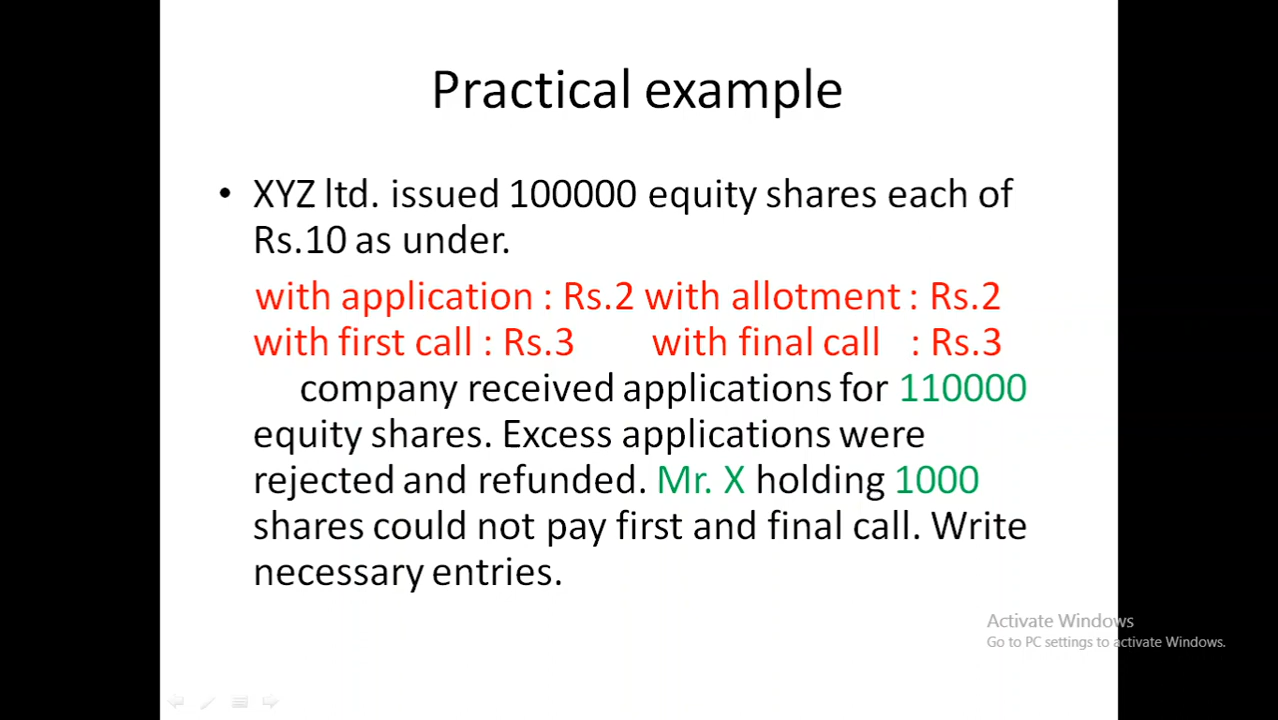 Practical example
• XYZ ltd. issued 100000 equity shares each of
Rs.10 as under.
with application : Rs.2 with allotment : Rs.2
with first call : Rs.3 with final call : Rs.3
company received applications for 110000
equity shares. Excess applications were
rejected and refunded. Mr. X holding 1000
shares could not pay first and final call. Write
necessary entries.
Activate Windows
Go to PC settings to activate Windows.